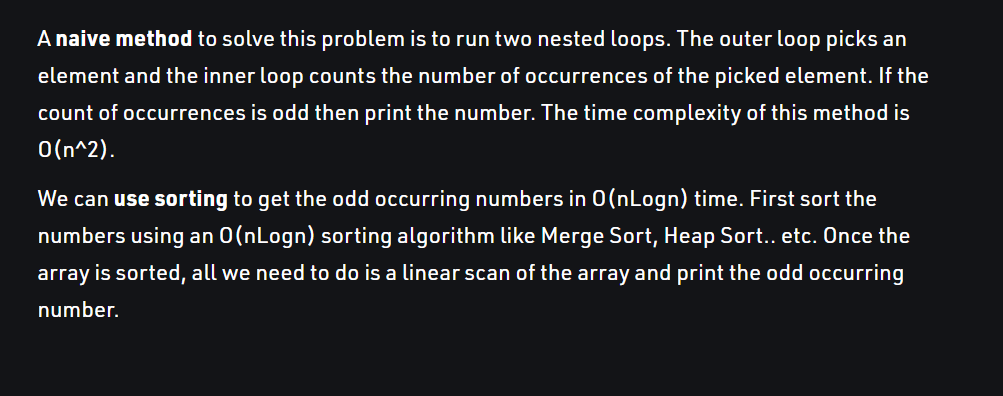 A naive method to solve this problem is to run two nested loops. The outer loop picks an
element and the inner loop counts the number of occurrences of the picked element. If the
count of occurrences is odd then print the number. The time complexity of this method is
O(n^2).
We can use sorting to get the odd occurring numbers in O(nLogn) time. First sort the
numbers using an O(nLogn) sorting algorithm like Merge Sort, Heap Sort.. etc. Once the
array is sorted, all we need to do is a linear scan of the array and print the odd occurring
number.